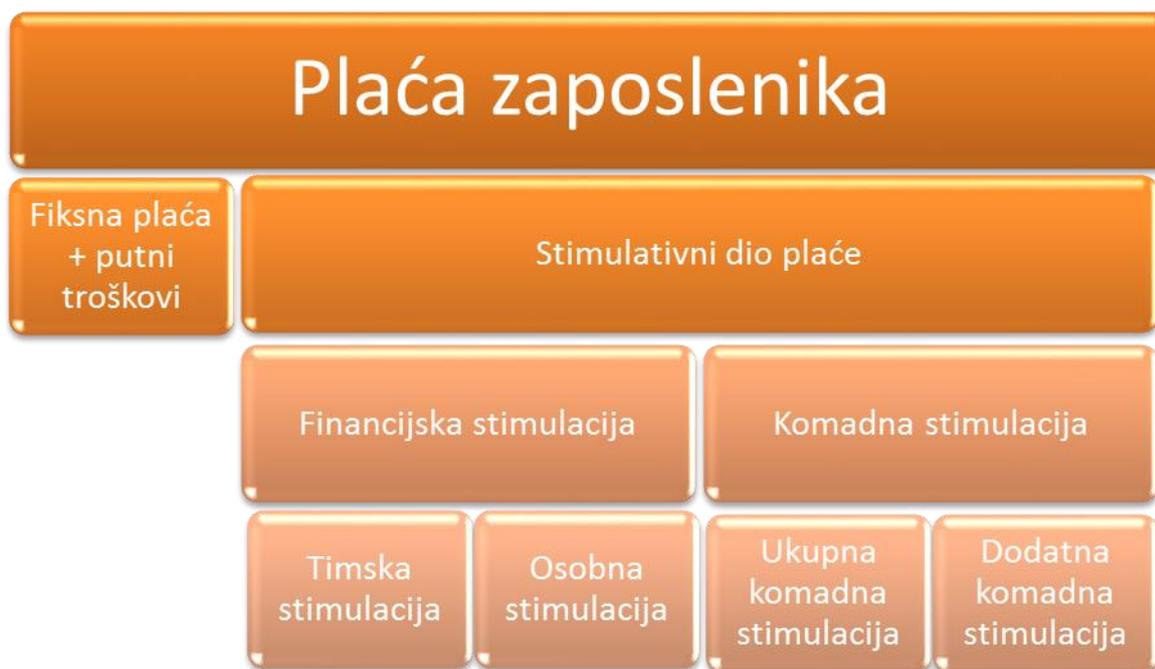 Plaća zaposlenika
Fiksna plaća
+ putni
troškovi
Stimulativni dio plaće
Financijska stimulacija
Komadna stimulacija
Timska
stimulacija
Osobna
stimulacija
Ukupna
komadna
stimulacija
Dodatna
komadna
stimulacija